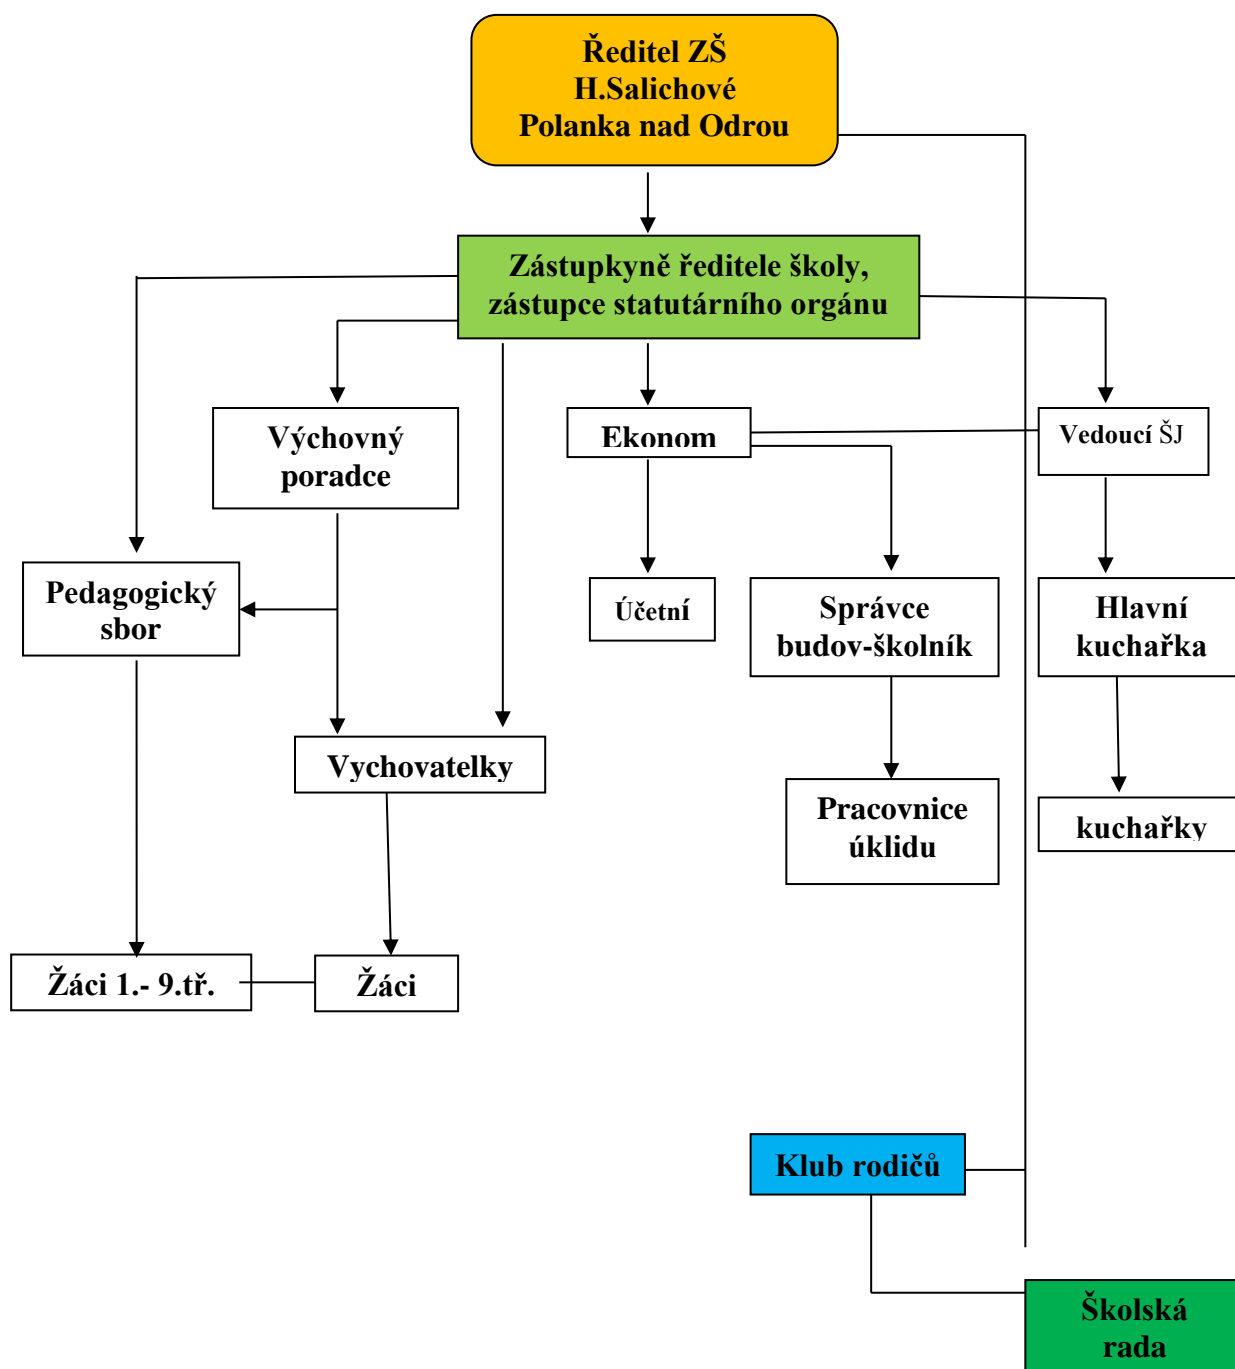 Ředitel ZŠ
H.Salichové
Polanka nad Odrou
Zástupkyně ředitele školy,
zástupce statutárního orgánu
Výchovný
poradce
Ekonom
Vedoucí ŠJ
Pedagogický
sbor
Účetní
Správce
budov-školník
Hlavní
kuchařka
Vychovatelky
Pracovnice
úklidu
kuchařky
Žáci 1.- 9.tř.
Žáci
Klub rodičů
Školská
rada